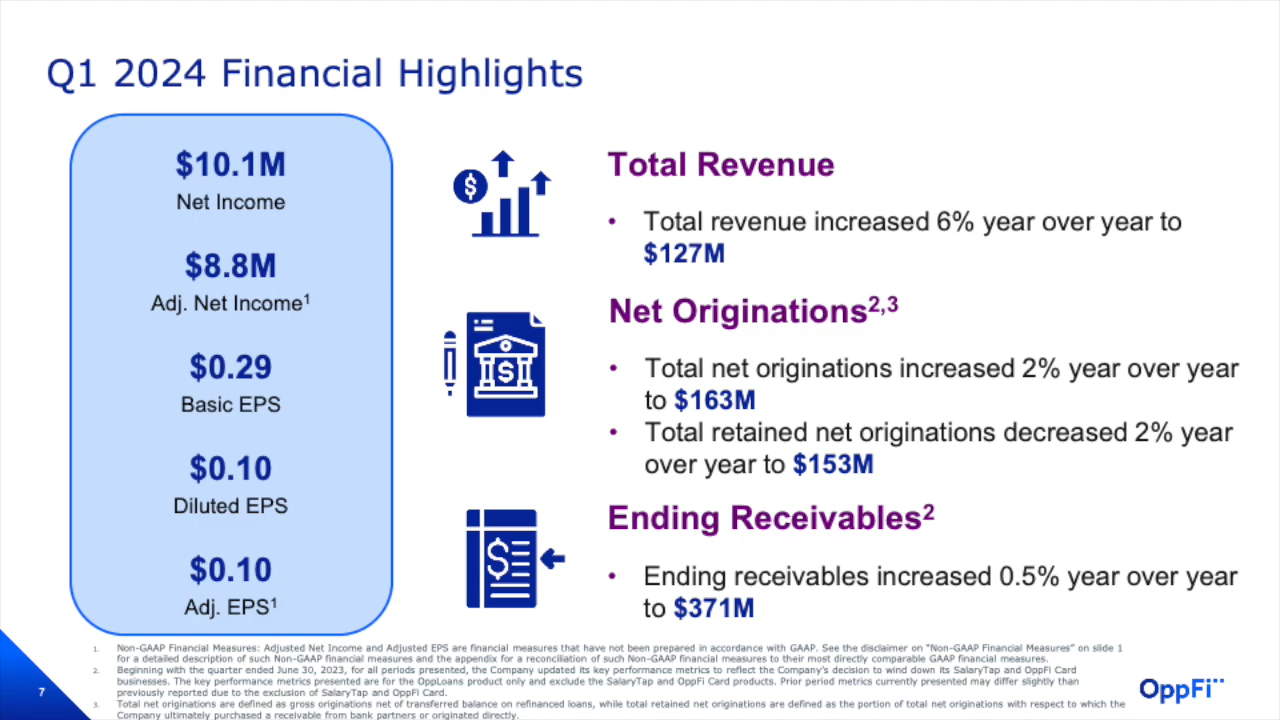 Q1 2024 Financial Highlights
$10.1M
Net Income
$8.8M
Adj. Net Income¹
$0.29
Basic EPS
$0.10
Diluted EPS
$0.10
Adj. EPS¹
Total Revenue
• Total revenue increased 6% year over year to
$127M
Net Originations²,³
• Total net originations increased 2% year over year
to $163M
• Total retained net originations decreased 2% year
over year to $153M
Ending Receivables²
• Ending receivables increased 0.5% year over year
to $371M
1. Non-GAAP Financial Measures: Adjusted Net Income and Adjusted EPS are financial measures that have not been prepared in accordance with GAAP. See the disclaimer on "Non-GAAP Financial Measures" on slide 1
for a detailed description of such Non-GAAP financial measures and the appendix for a reconciliation of such Non-GAAP financial measures to their most directly comparable GAAP financial measures.
2. Beginning with the quarter ended June 30, 2023, for all periods presented, the Company updated its key performance metrics to reflect the Company's decision to wind down its SalaryTap and OppFi Card
businesses. The key performance metrics presented are for the OppLoans product only and exclude the SalaryTap and OppFi Card products. Prior period metrics currently presented may differ slightly than
previously reported due to the exclusion of SalaryTap and OppFi Card.
3. Total net originations are defined as gross originations net of transferred balance on refinanced loans, while total retained net originations are defined as the portion of total net originations with respect to which the
Company ultimately purchased a receivable from bank partners or originated directly.
7
OppFi